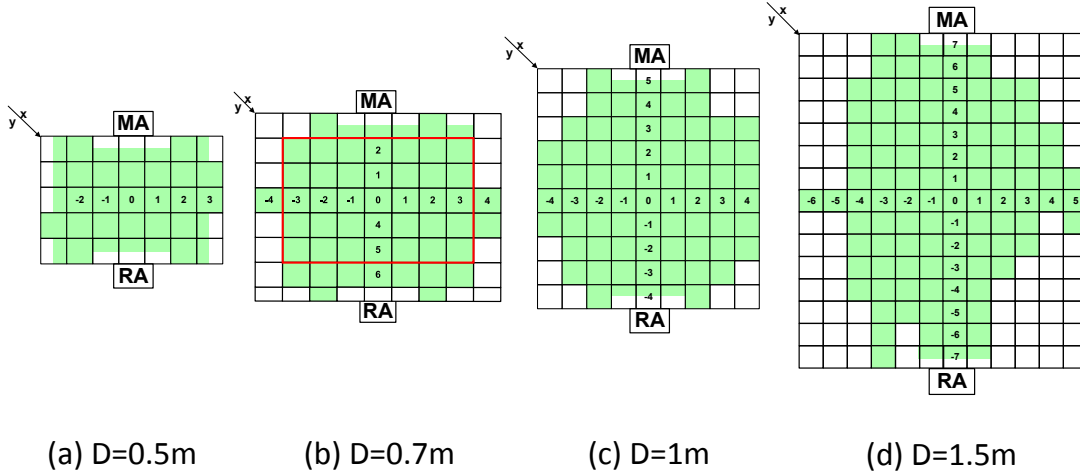 x
y
MA
-2 -1 0 1 2 3
RA
x
y
MA
2
1
-4 -3 -2 -1 0 1 2 3 4
4
5
6
RA
x
y
MA
5
4
3
2
1
-4 -3 -2 -1 0 1 2 3 4
-1
-2
-3
-4
RA
x
y
MA
7
6
5
4
3
2
1
-6 -5 -4 -3 -2 -1 0 1 2 3 4 5
-1
-2
-3
-4
-5
-6
-7
RA
(a) D=0.5m
(b) D=0.7m
(c) D=1m
(d) D=1.5m